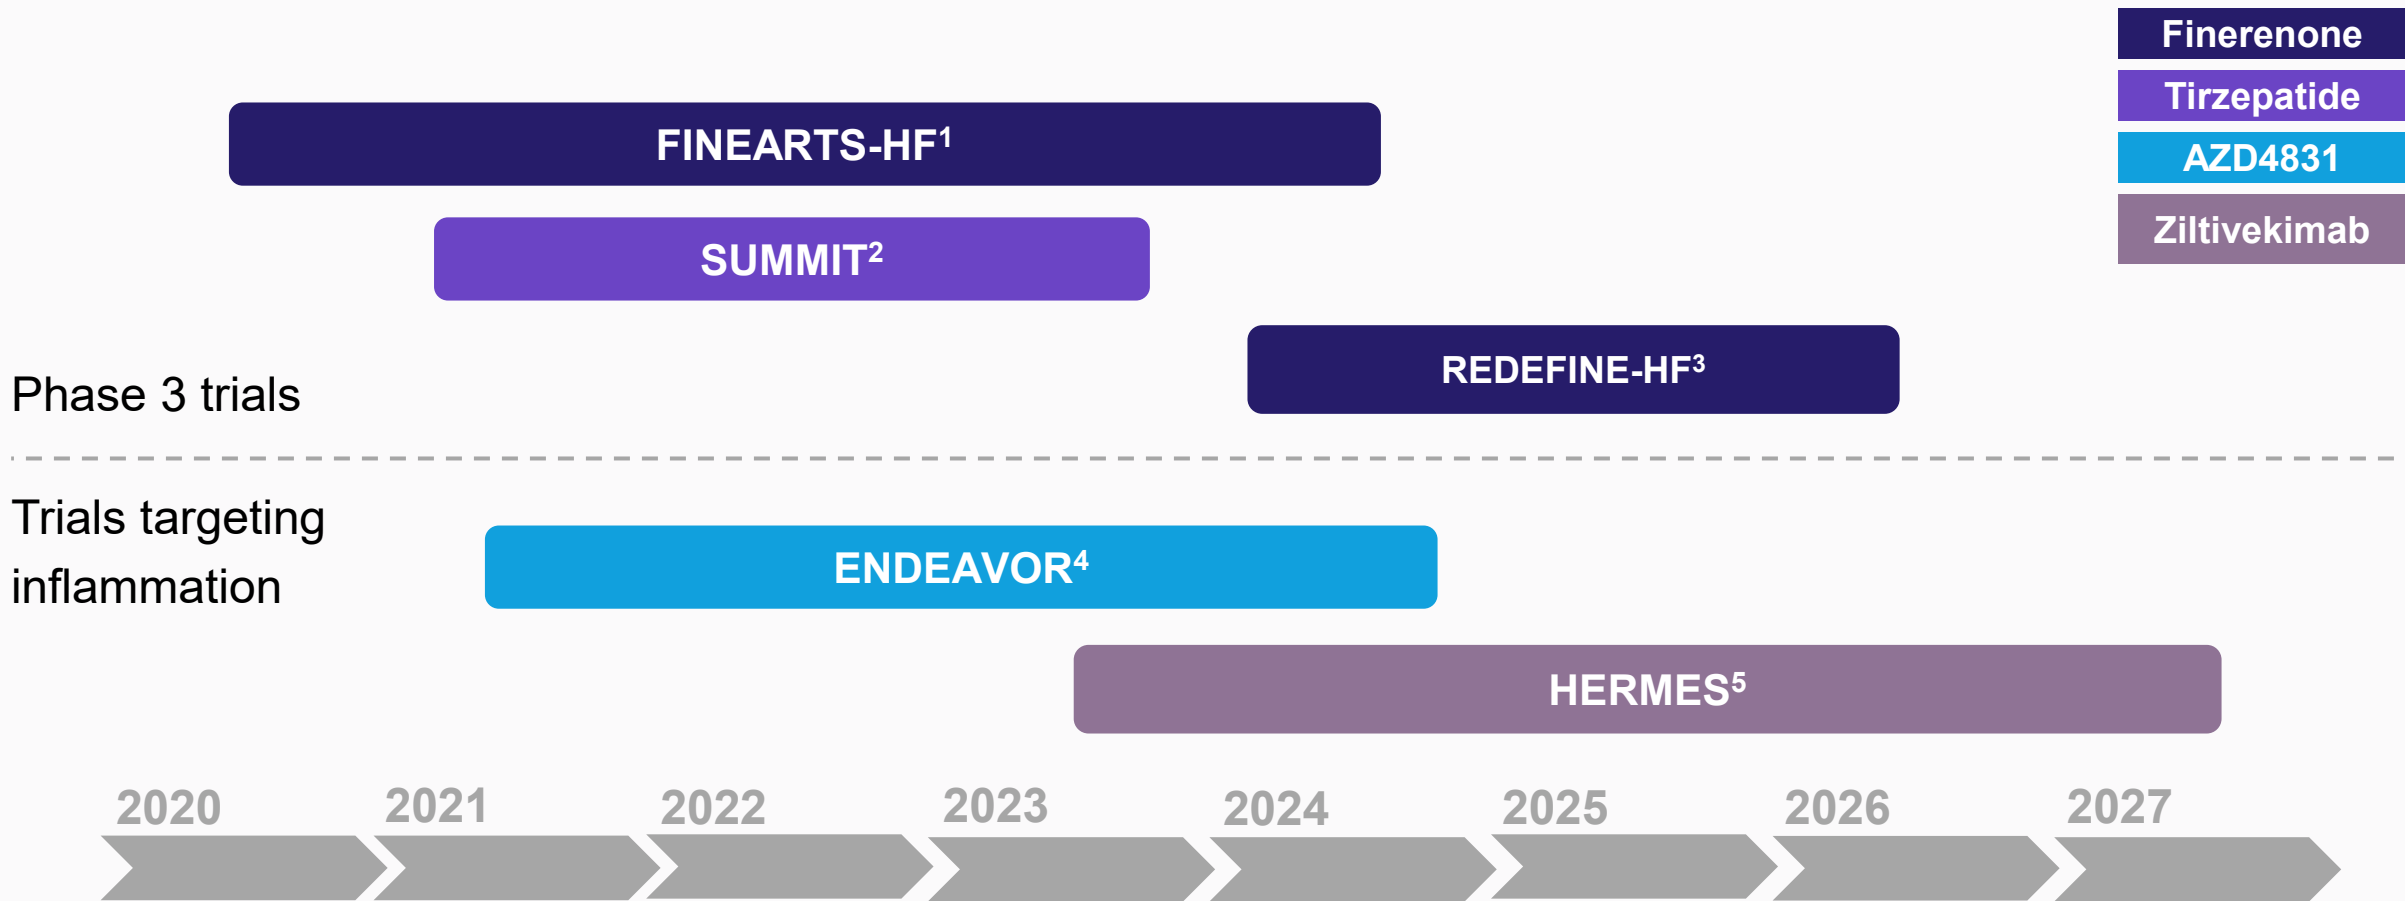 Finerenone
Tirzepatide
AZD4831
Ziltivekimab
FINEARTS-HF¹
SUMMIT²
REDEFINE-HF³
Phase 3 trials
Trials targeting
inflammation
ENDEAVOR⁴
HERMES⁵
2020 2021 2022 2023 2024 2025 2026 2027